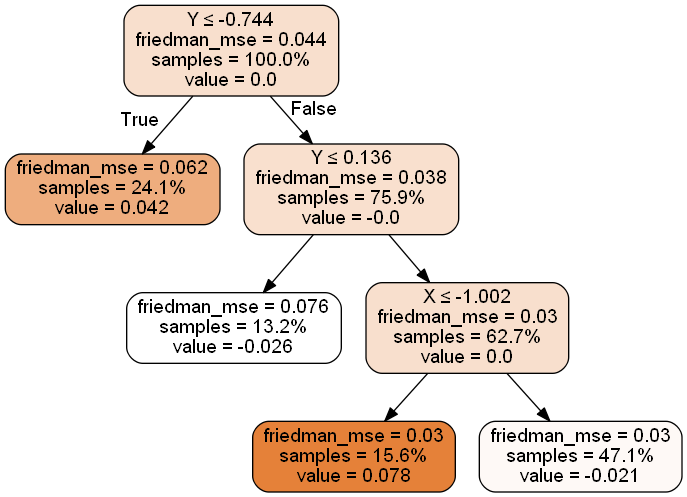 Y ≤ -0.744
friedman_mse = 0.044
samples = 100.0%
value = 0.0
True
False
friedman_mse = 0.062
samples = 24.1%
value = 0.042
Y ≤ 0.136
friedman_mse = 0.038
samples = 75.9%
value = -0.0
friedman_mse = 0.076
samples = 13.2%
value = -0.026
X ≤ -1.002
friedman_mse = 0.03
samples = 62.7%
value = 0.0
friedman_mse = 0.03
samples = 15.6%
value = 0.078
friedman_mse = 0.03
samples = 47.1%
value = -0.021